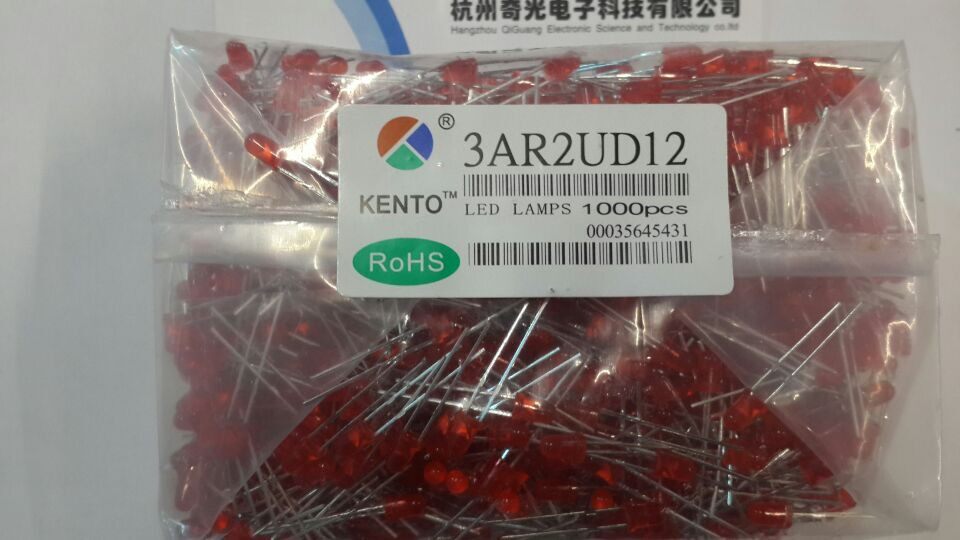 杭州奇光电子科技有限公司
Hangzhou QiGuang Electronic Science and Technology co.ltd
®
3AR2UD12
KENTO™
LED LAMPS 1000pcs
00035645431
RoHS